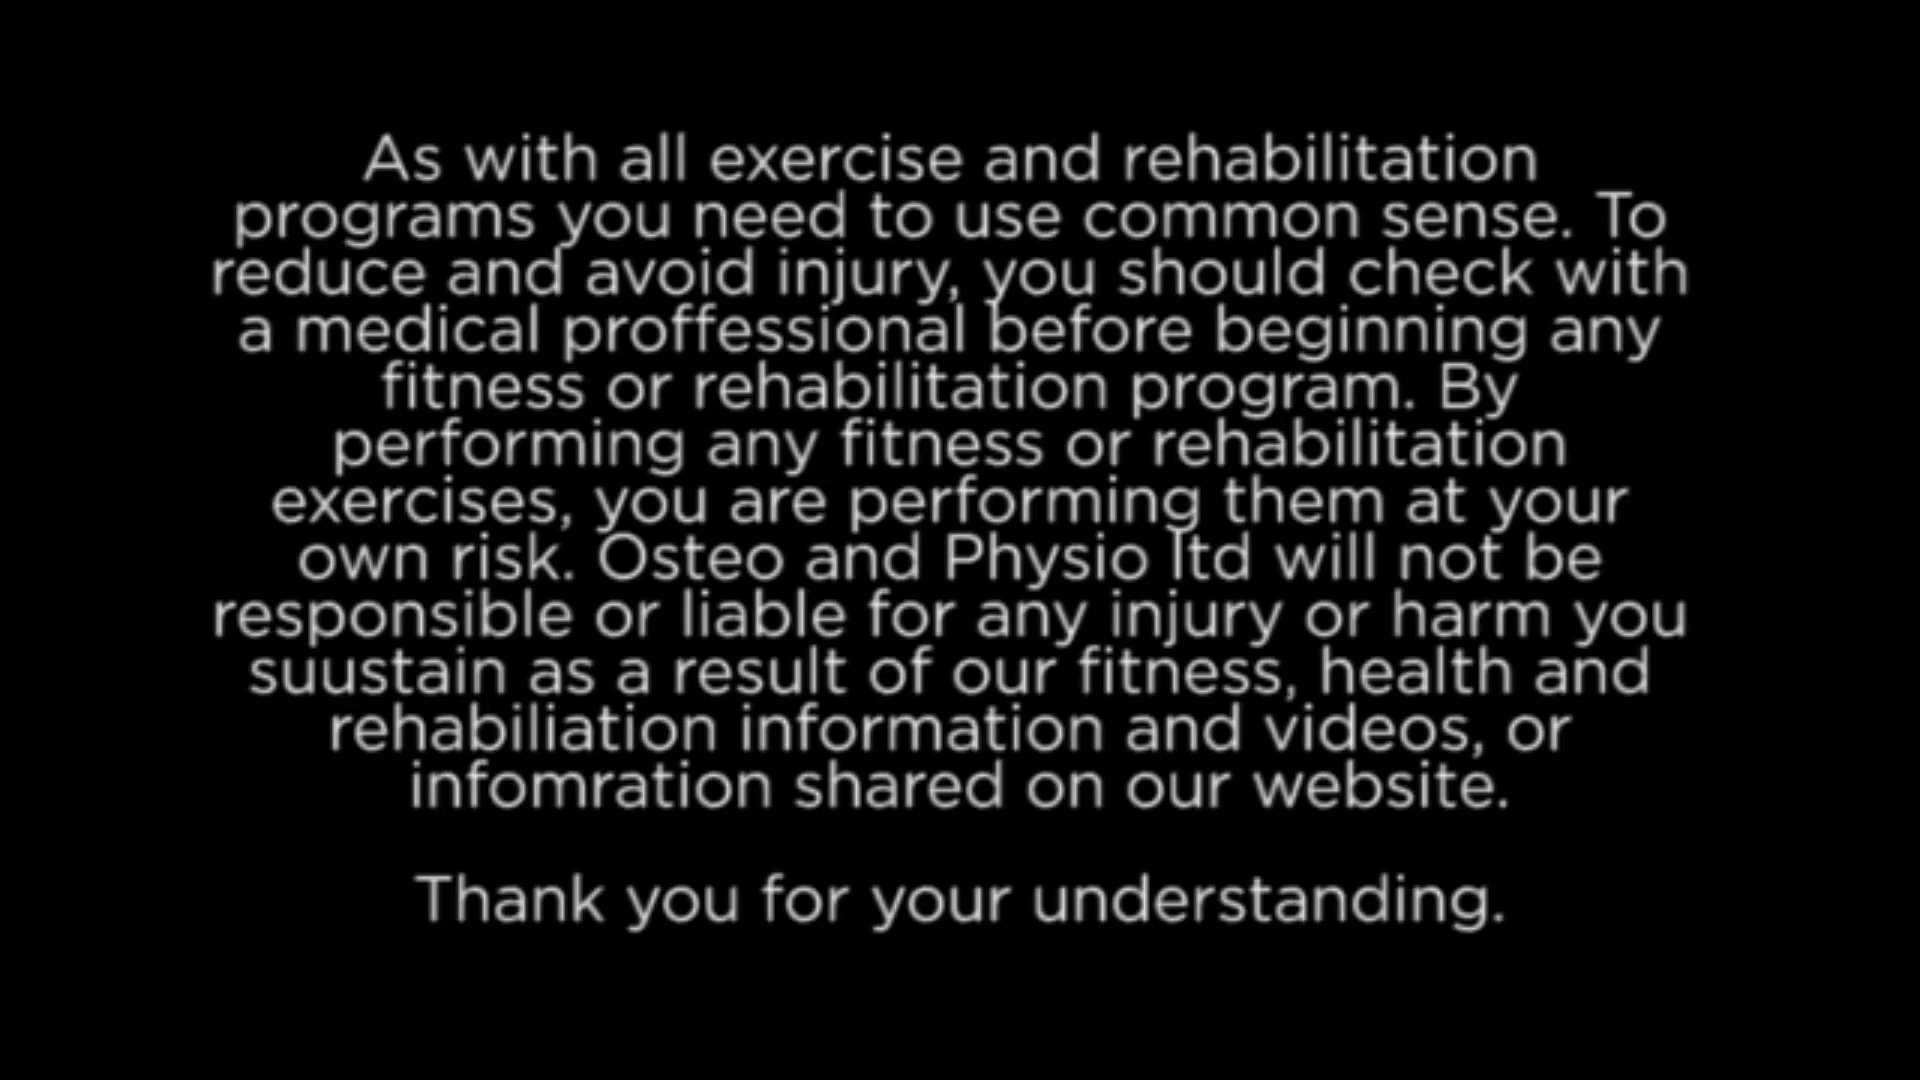 As with all exercise and rehabilitation
programs you need to use common sense. To
reduce and avoid injury, you should check with
a medical proffessional before beginning any
fitness or rehabilitation program. By
performing any fitness or rehabilitation
exercises, you are performing them at your
own risk. Osteo and Physio ltd will not be
responsible or liable for any injury or harm you
suustain as a result of our fitness, health and
rehabiliation information and videos, or
infomration shared on our website.
Thank you for your understanding.